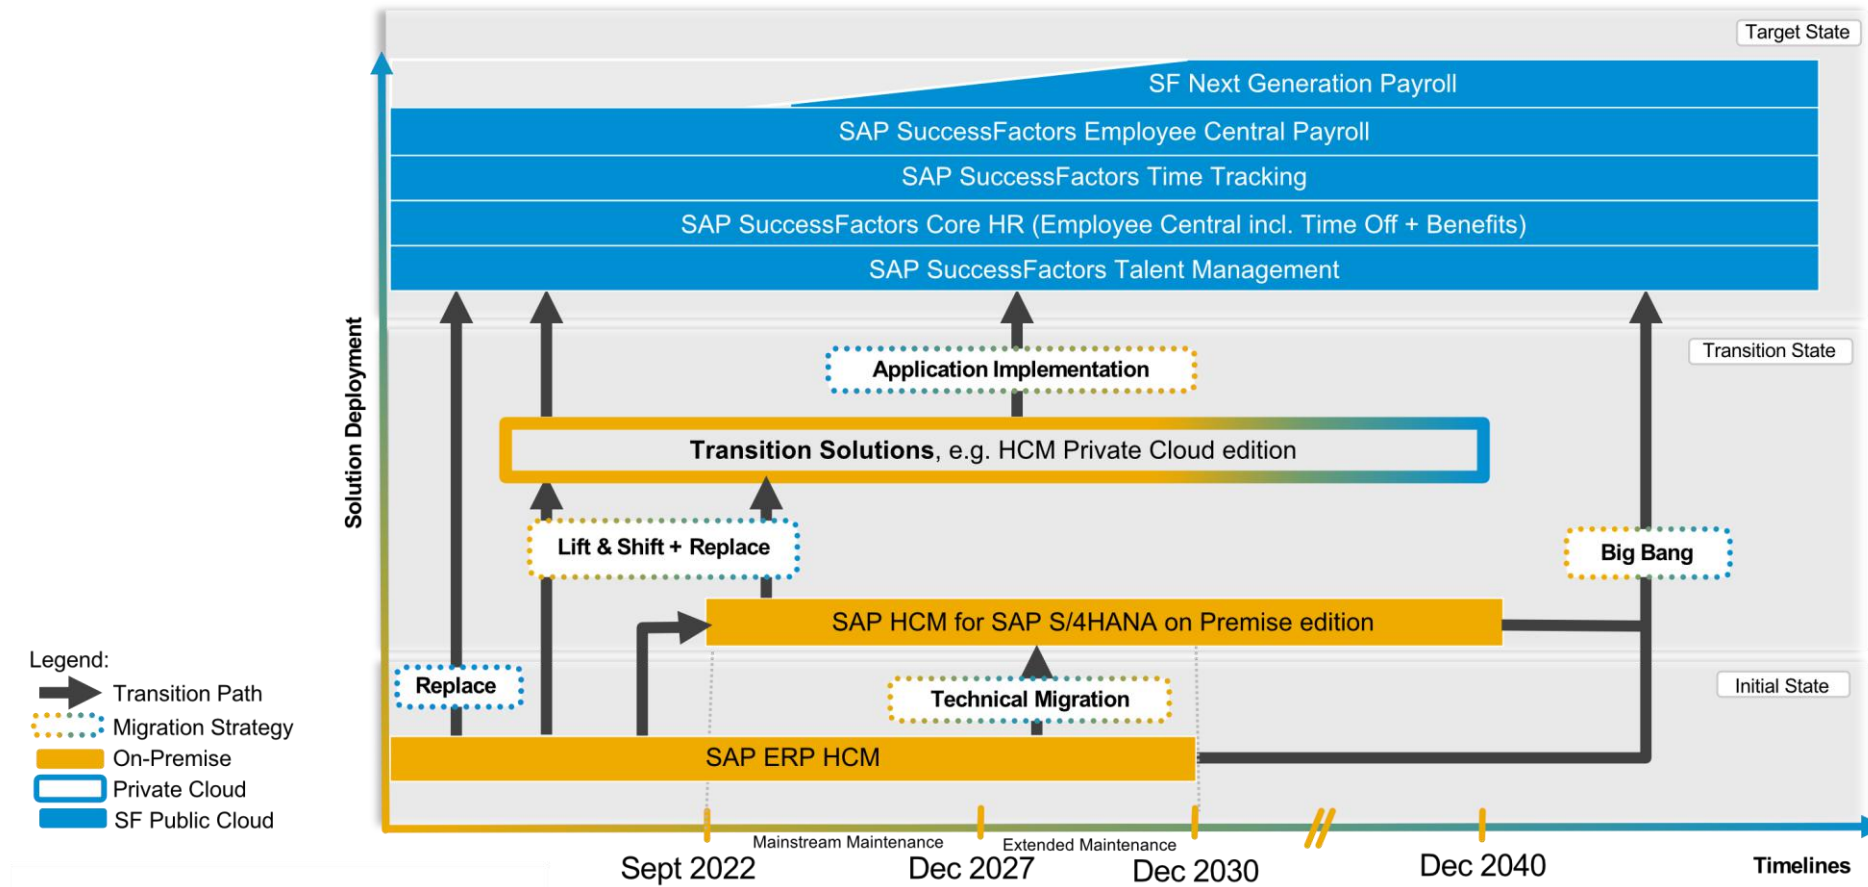 Target State
SF Next Generation Payroll
SAP SuccessFactors Employee Central Payroll
SAP SuccessFactors Time Tracking
SAP SuccessFactors Core HR (Employee Central incl. Time Off + Benefits)
SAP SuccessFactors Talent Management
Solution Deployment
Transition State
Application Implementation
Transition Solutions, e.g. HCM Private Cloud edition
Lift & Shift + Replace
Big Bang
SAP HCM for SAP S/4HANA on Premise edition
Initial State
Replace
Technical Migration
SAP ERP HCM
Legend:
Transition Path
Migration Strategy
On-Premise
Private Cloud
SF Public Cloud
Mainstream Maintenance
Extended Maintenance
Sept 2022
Dec 2027
Dec 2030
Dec 2040
Timelines